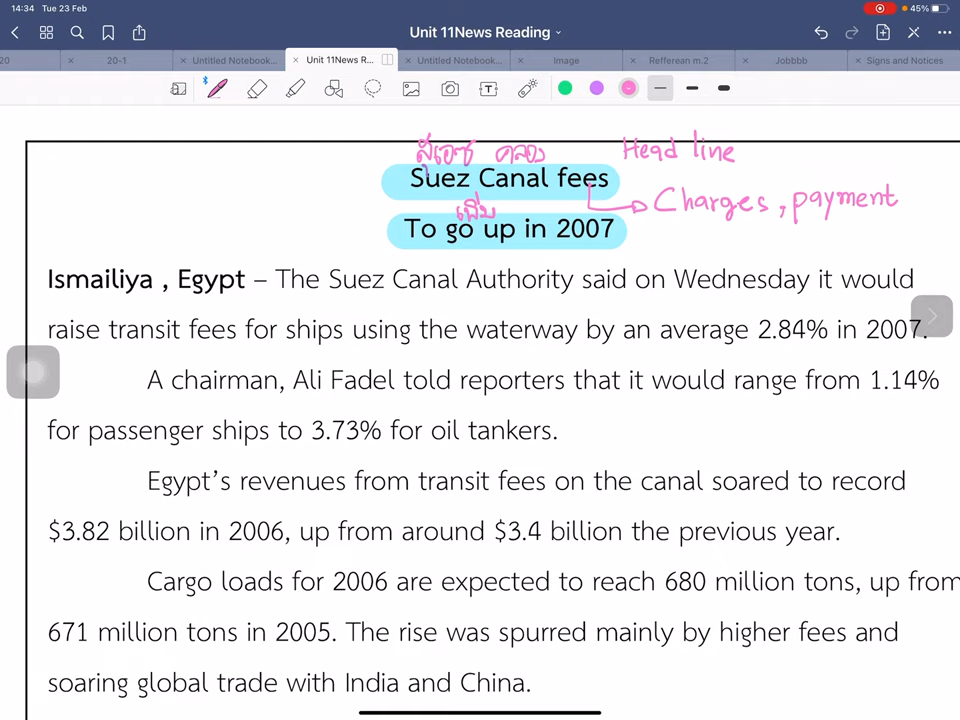 14:34 Tue 23 Feb 45%
Unit 11News Reading
20 20-1 Untitled Notebook... Unit 11News R... Untitled Notebook... Image Refferean m.2 Jobbbb Signs and Notices
สุเอซ คลอง Head line
Suez Canal fees
Charges, payment
เพิ่ม
To go up in 2007
Ismailiya , Egypt – The Suez Canal Authority said on Wednesday it would
raise transit fees for ships using the waterway by an average 2.84% in 2007.
A chairman, Ali Fadel told reporters that it would range from 1.14%
for passenger ships to 3.73% for oil tankers.
Egypt's revenues from transit fees on the canal soared to record
$3.82 billion in 2006, up from around $3.4 billion the previous year.
Cargo loads for 2006 are expected to reach 680 million tons, up from
671 million tons in 2005. The rise was spurred mainly by higher fees and
soaring global trade with India and China.